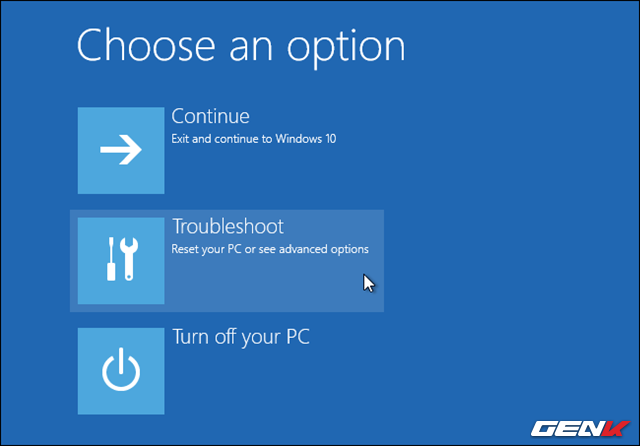 Choose an option
Continue
Exit and continue to Windows 10
Troubleshoot
Reset your PC or see advanced options
Turn off your PC
GENK